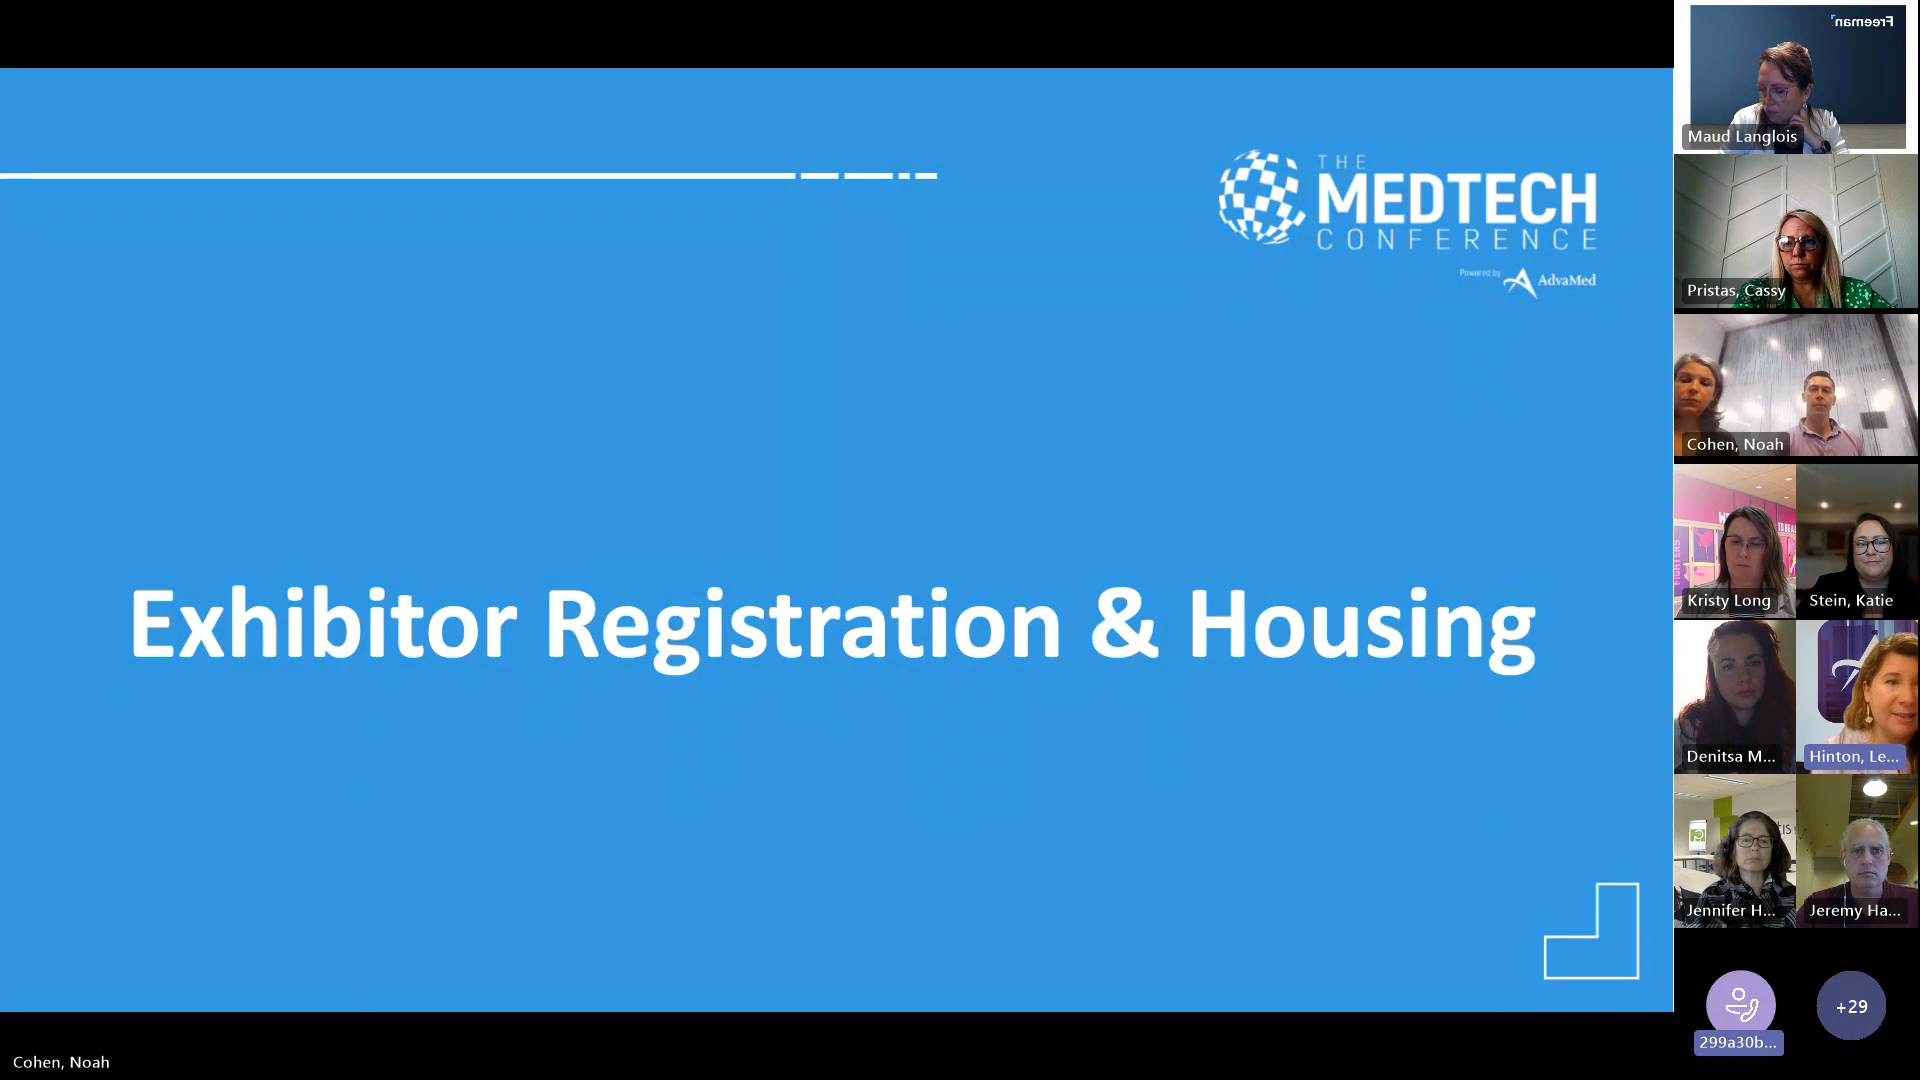 THE
MEDTECH
CONFERENCE
Powered by AdvaMed
Exhibitor Registration & Housing
Cohen, Noah
Freeman
Maud Langlois
Pristas, Cassy
Cohen, Noah
Kristy Long
Stein, Katie
Denitsa M...
Hinton, Le...
Jennifer H...
Jeremy Ha...
299a30b...
+29